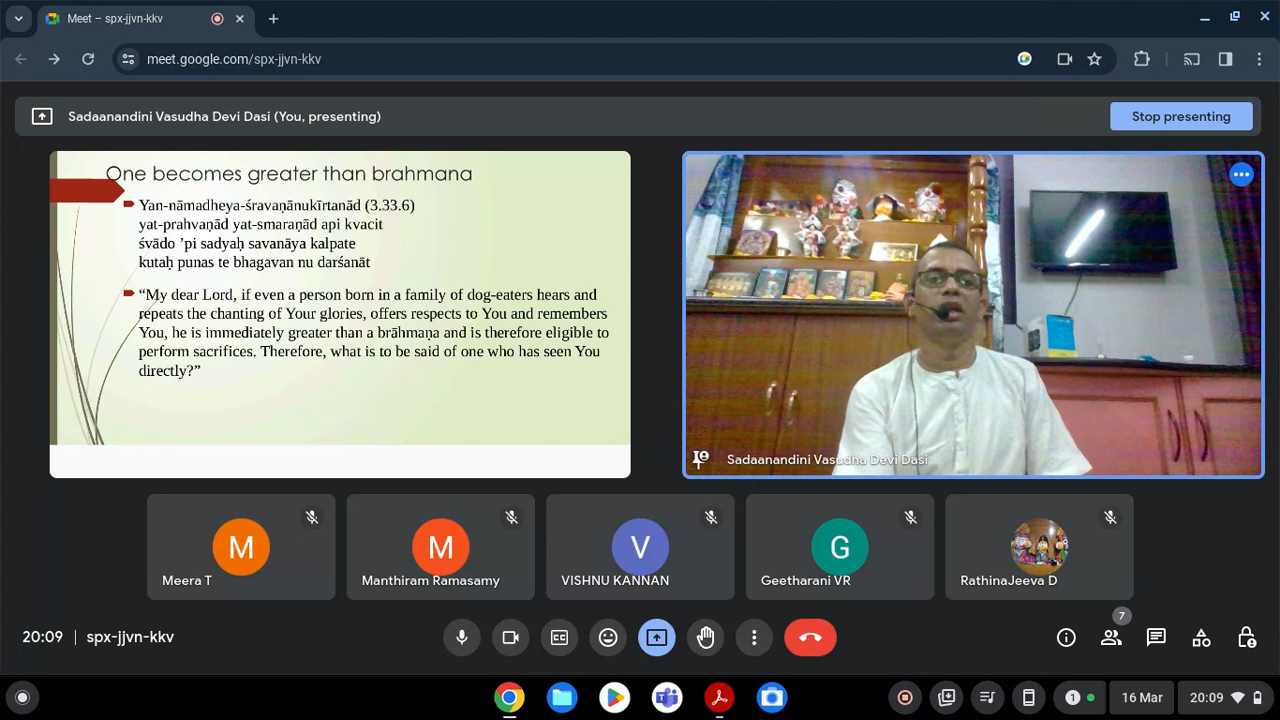 Meet – spx-jjvn-kkv
meet.google.com/spx-jjvn-kkv
Sadaanandini Vasudha Devi Dasi (You, presenting)
Stop presenting
One becomes greater than brahmana
Yan-nāmadheya-śravaṇānukīrtanād (3.33.6)
yat-prahvaṇād yat-smaraṇād api kvacit
śvādo ’pi sadyaḥ savanāya kalpate
kutaḥ punas te bhagavan nu darśanāt
“My dear Lord, if even a person born in a family of dog-eaters hears and
repeats the chanting of Your glories, offers respects to You and remembers
You, he is immediately greater than a brāhmaṇa and is therefore eligible to
perform sacrifices. Therefore, what is to be said of one who has seen You
directly?”
Sadaanandini Vasudha Devi Dasi
M
Meera T
M
Manthiram Ramasamy
V
VISHNU KANNAN
G
Geetharani VR
RathinaJeeva D
20:09 | spx-jjvn-kkv
7
1
16 Mar
20:09